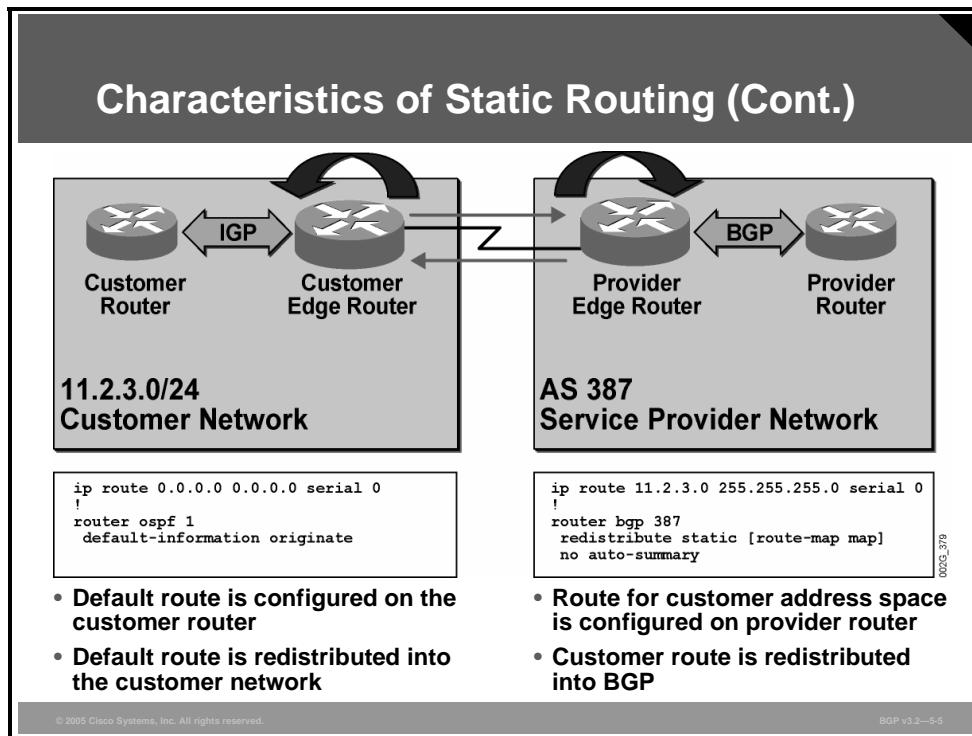 Characteristics of Static Routing (Cont.)
IGP
BGP
Customer
Router
Customer
Edge Router
Provider
Edge Router
Provider
Router
11.2.3.0/24
Customer Network
AS 387
Service Provider Network
ip route 0.0.0.0 0.0.0.0 serial 0
!
router ospf 1
default-information originate
ip route 11.2.3.0 255.255.255.0 serial 0
!
router bgp 387
redistribute static [route-map map]
no auto-summary
002G_379
• Default route is configured on the
customer router
• Default route is redistributed into
the customer network
• Route for customer address space
is configured on provider router
• Customer route is redistributed
into BGP
© 2005 Cisco Systems, Inc. All rights reserved.
BGP v3.2—5-5